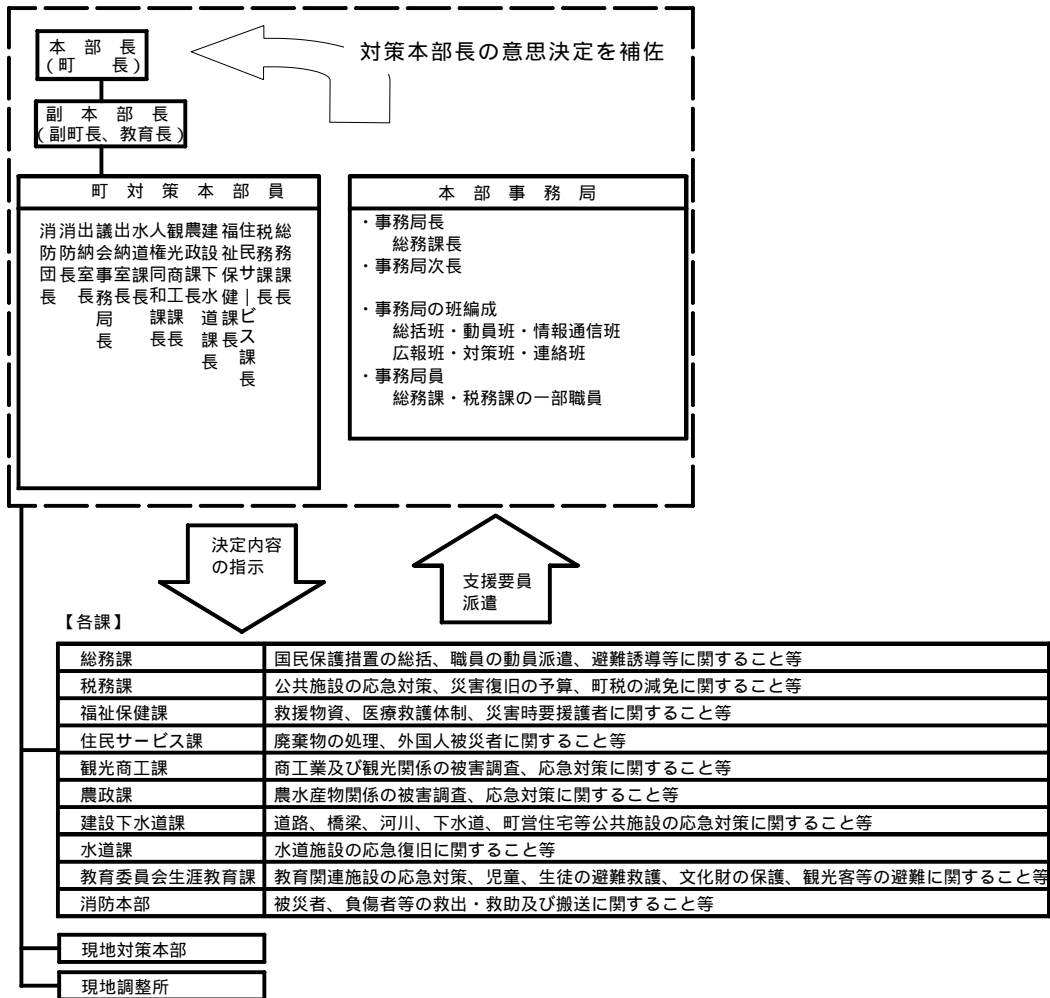 本部長
(町 長)
対策本部長の意思決定を補佐
副本部長
(副町長、教育長)
町対策本部員
総務課長
税務課長
住民サービス課長
福祉保健課長
建設下水道課長
農政課長
観光商工課長
人権同和課長
水道課長
出納室長
議会事務局長
出納室長
消防長
消防団長
本部事務局
・事務局長
総務課長
・事務局次長
・事務局の班編成
総括班・動員班・情報通信班
広報班・対策班・連絡班
・事務局員
総務課・税務課の一部職員
決定内容
の指示
支援要員
派遣
【各課】
総務課 国民保護措置の総括、職員の動員派遣、避難誘導等に関すること等
税務課 公共施設の応急対策、災害復旧の予算、町税の減免に関すること等
福祉保健課 救援物資、医療救護体制、災害時要援護者に関すること等
住民サービス課 廃棄物の処理、外国人被災者に関すること等
観光商工課 商工業及び観光関係の被害調査、応急対策に関すること等
農政課 農水産物関係の被害調査、応急対策に関すること等
建設下水道課 道路、橋梁、河川、下水道、町営住宅等公共施設の応急対策に関すること等
水道課 水道施設の応急復旧に関すること等
教育委員会生涯教育課 教育関連施設の応急対策、児童、生徒の避難救護、文化財の保護、観光客等の避難に関すること等
消防本部 被災者、負傷者等の救出・救助及び搬送に関すること等
現地対策本部
現地調整所